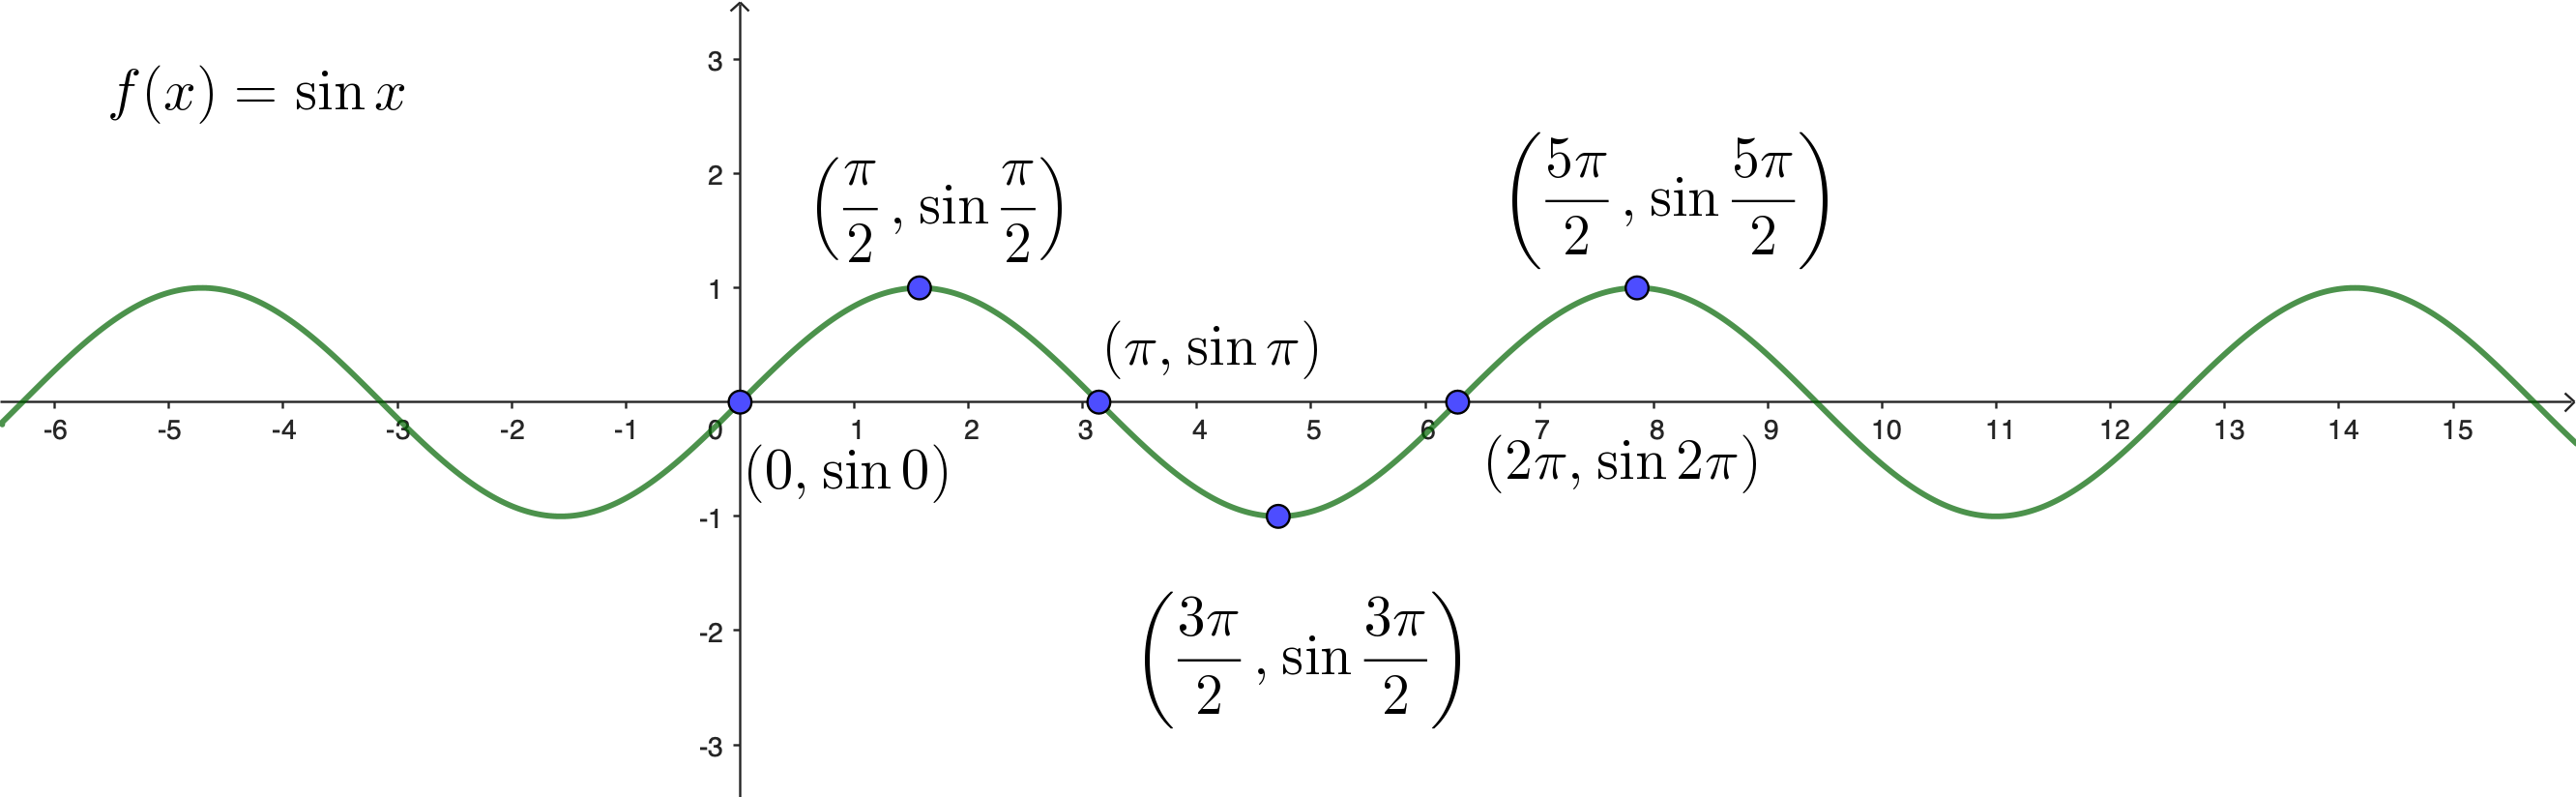 3
f(x) = sin x
2
(π/2, sin π/2)
(5π/2, sin 5π/2)
1
(π, sin π)
-6 -5 -4 -3 -2 -1 0 1 2 3 4 5 6 7 8 9 10 11 12 13 14 15
(0, sin 0)
(2π, sin 2π)
-1
-2
(3π/2, sin 3π/2)
-3